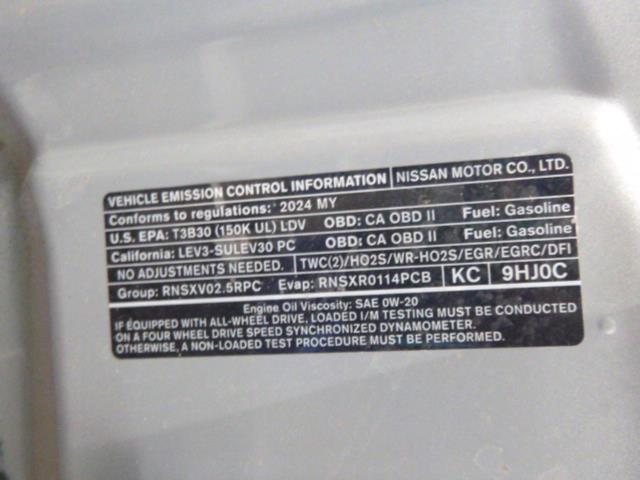 VEHICLE EMISSION CONTROL INFORMATION NISSAN MOTOR CO., LTD.
Conforms to regulations: 2024 MY
U.S. EPA: T3B30 (150K UL) LDV OBD: CA OBD II Fuel: Gasoline
California: LEV3-SULEV30 PC OBD: CA OBD II Fuel: Gasoline
NO ADJUSTMENTS NEEDED. TWC(2)/HO2S/WR-HO2S/EGR/EGRC/DFI
Group: RNSXV02.5RPC Evap: RNSXR0114PCB KC 9HJ0C
Engine Oil Viscosity: SAE 0W-20
IF EQUIPPED WITH ALL-WHEEL DRIVE, LOADED I/M TESTING MUST BE CONDUCTED
ON A FOUR WHEEL DRIVE SPEED SYNCHRONIZED DYNAMOMETER.
OTHERWISE, A NON-LOADED TEST PROCEDURE MUST BE PERFORMED.